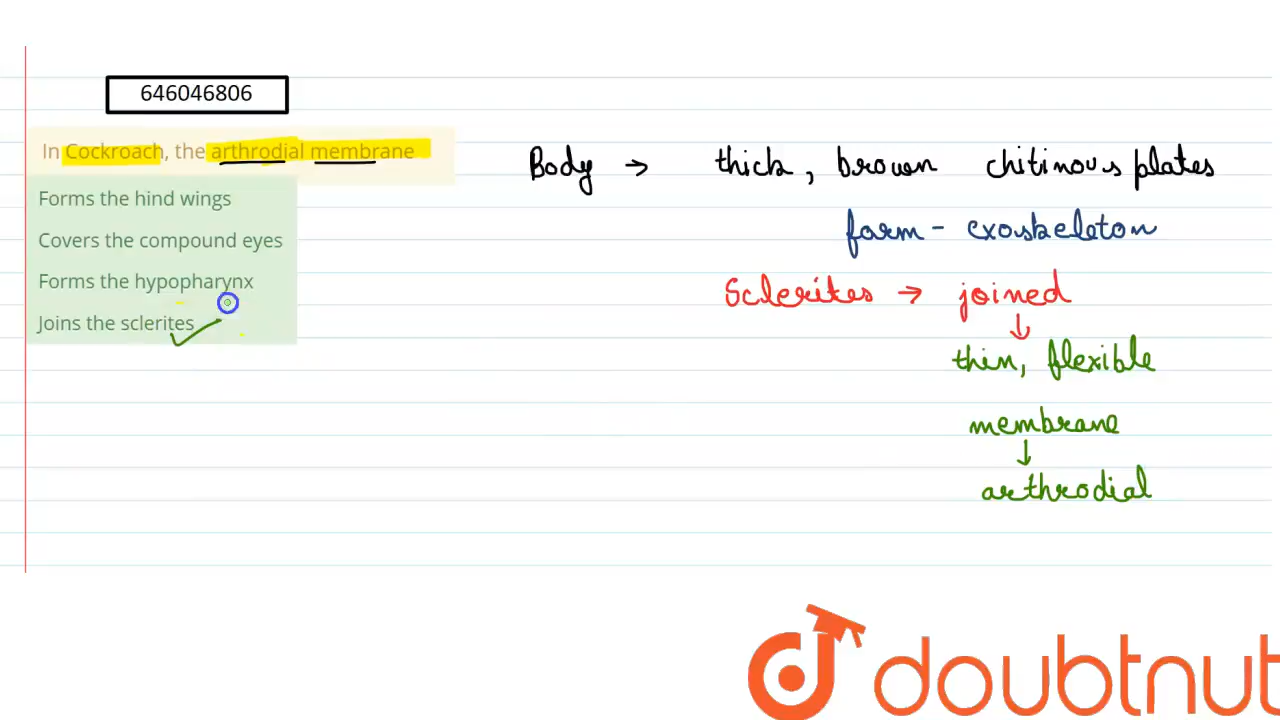 646046806
In Cockroach, the arthrodial membrane
Forms the hind wings
Covers the compound eyes
Forms the hypopharynx
Joins the sclerites
Body → thick, brown chitinous plates
form - exoskeleton
Sclerites → joined
↓
thin, flexible
membrane
↓
arthrodial
doubtnut